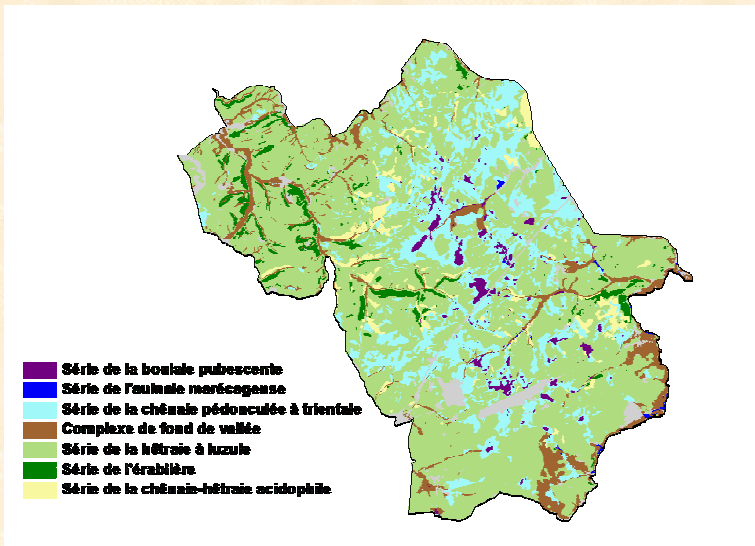 Série de la boulaie pubescente
Série de l'aulnaie marécageuse
Série de la chênaie pédonculée à trientale
Complexe de fond de vallée
Série de la hêtraie à luzule
Série de l'érablière
Série de la chênaie-hêtraie acidophile